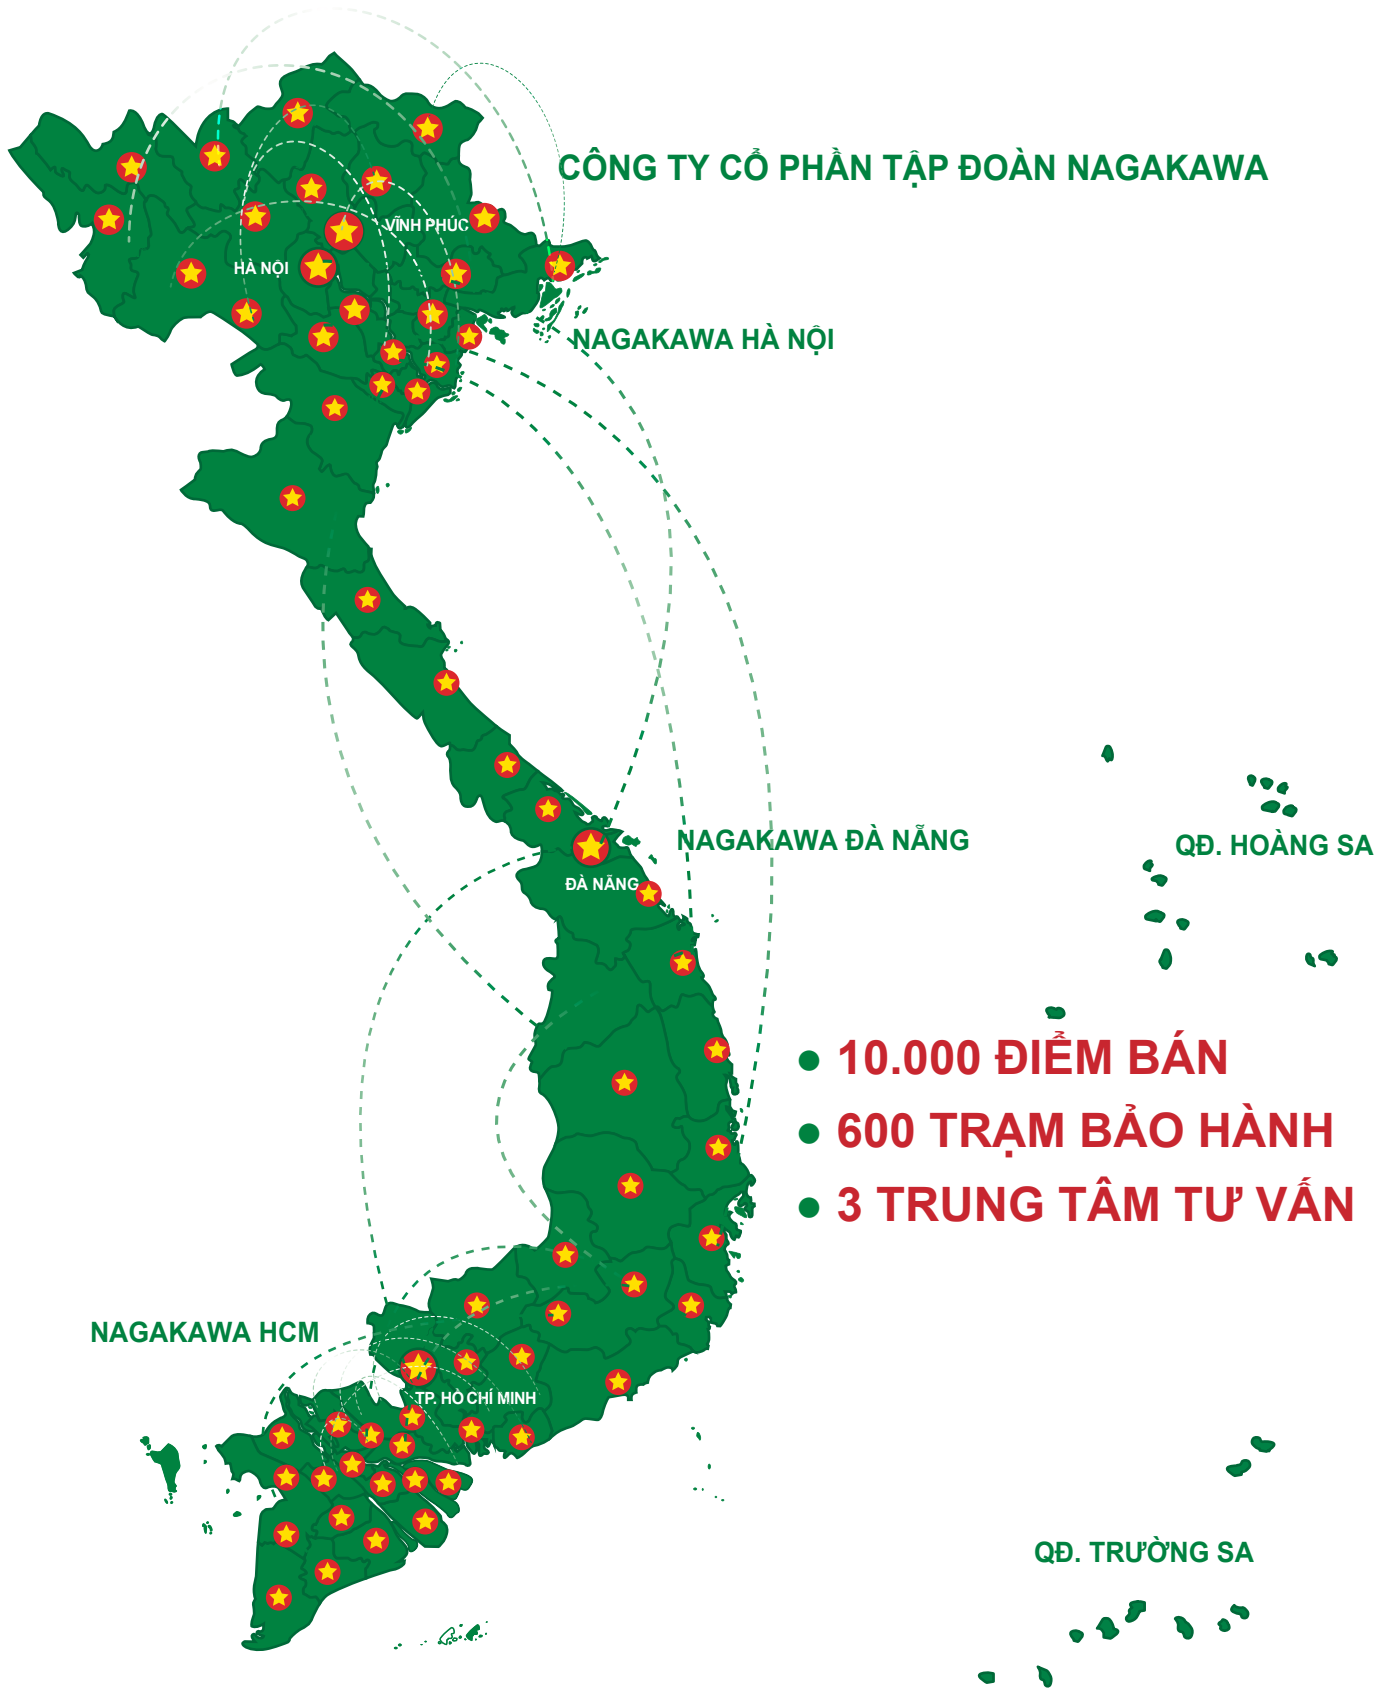 CÔNG TY CỔ PHẦN TẬP ĐOÀN NAGAKAWA
VĨNH PHÚC
HÀ NỘI
NAGAKAWA HÀ NỘI
NAGAKAWA ĐÀ NẴNG
QĐ. HOÀNG SA
ĐÀ NẴNG
10.000 ĐIỂM BÁN
600 TRẠM BẢO HÀNH
3 TRUNG TÂM TƯ VẤN
NAGAKAWA HCM
TP. HỒ CHÍ MINH
QĐ. TRƯỜNG SA